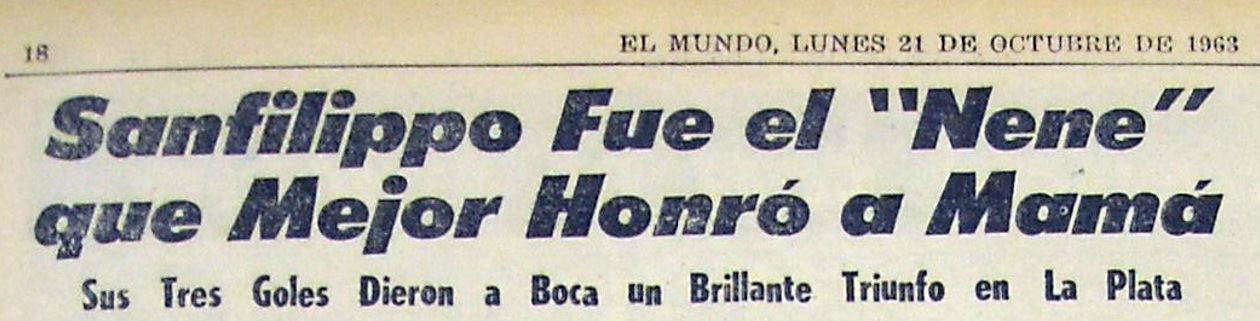 18
EL MUNDO, LUNES 21 DE OCTUBRE DE 1963
Sanfilippo Fue el "Nene"
que Mejor Honró a Mamá
Sus Tres Goles Dieron a Boca un Brillante Triunfo en La Plata